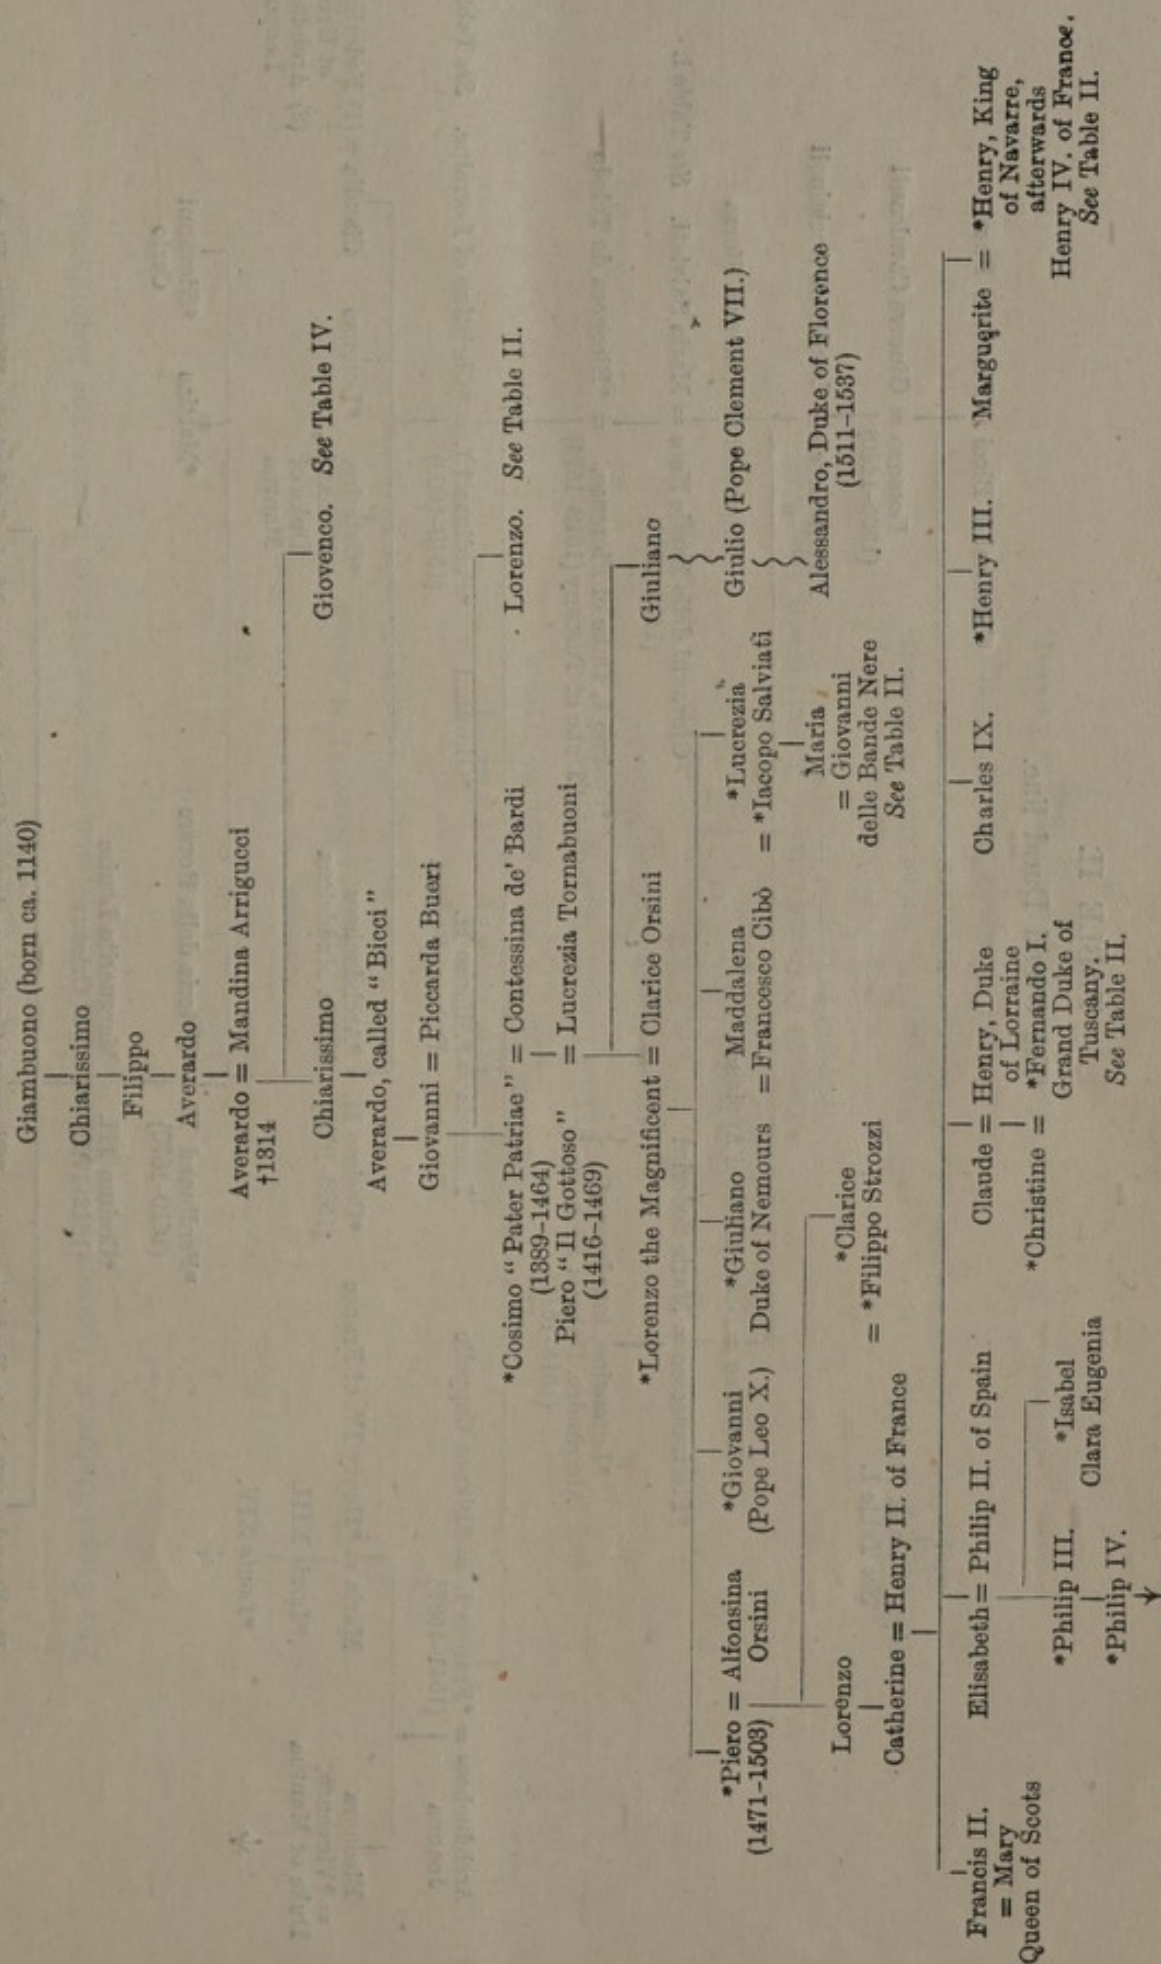 Giambuono (born ca. 1140)
Chiarissimo
Filippo
Averardo
Averardo = Mandina Arrigucci
†1314
Chiarissimo
Giovenco. See Table IV.
Averardo, called “Bicci”
Giovanni = Piccarda Bueri
*Cosimo “Pater Patriae” = Contessina de' Bardi
(1389–1464)
Lorenzo. See Table II.
Piero “Il Gottoso” = Lucrezia Tornabuoni
(1416–1469)
*Lorenzo the Magnificent = Clarice Orsini
Giuliano
*Piero = Alfonsina
(1471–1503) Orsini
*Giovanni
(Pope Leo X.)
*Giuliano
Duke of Nemours
Maddalena
= Francesco Cibò
*Lucrezia
= *Iacopo Salviati
Giulio (Pope Clement VII.)
Lorenzo
*Clarice
= *Filippo Strozzi
Maria
= Giovanni
delle Bande Nere
See Table II.
Alessandro, Duke of Florence
(1511–1537)
Catherine = Henry II. of France
Francis II.
= Mary
Queen of Scots
Elisabeth = Philip II. of Spain
Claude = Henry, Duke
of Lorraine
Charles IX.
*Henry III.
Marguerite = *Henry, King
of Navarre,
afterwards
Henry IV. of France.
See Table II.
*Philip III.
*Isabel
Clara Eugenia
*Christine = *Fernando I.
Grand Duke of
Tuscany.
See Table II.
*Philip IV.